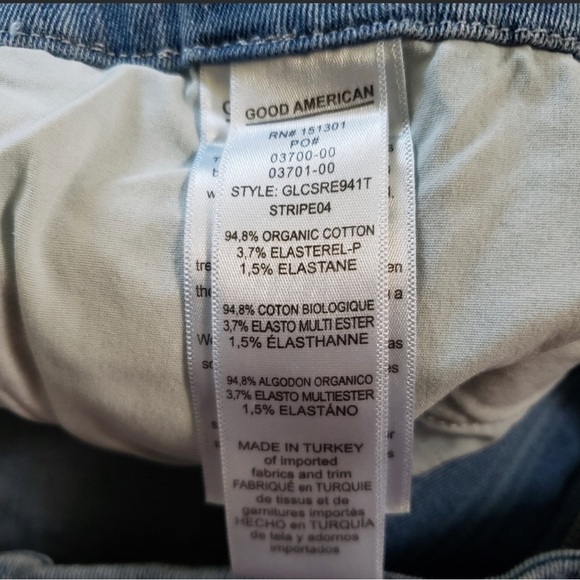 GOOD AMERICAN
RN# 151301
PO#
03700-00
03701-00
STYLE: GLCSRE941T
STRIPE04
94,8% ORGANIC COTTON
3,7% ELASTEREL-P
1,5% ELASTANE
94,8% COTON BIOLOGIQUE
3,7% ELASTO MULTI ESTER
1,5% ÉLASTHANNE
94,8% ALGODON ORGANICO
3,7% ELASTO MULTIESTER
1,5% ELASTÁNO
MADE IN TURKEY
of imported
fabrics and trim
FABRIQUÉ en TURQUIE
de tissus et de
garnitures importés
HECHO en TURQUÍA
de tela y adornos
importados